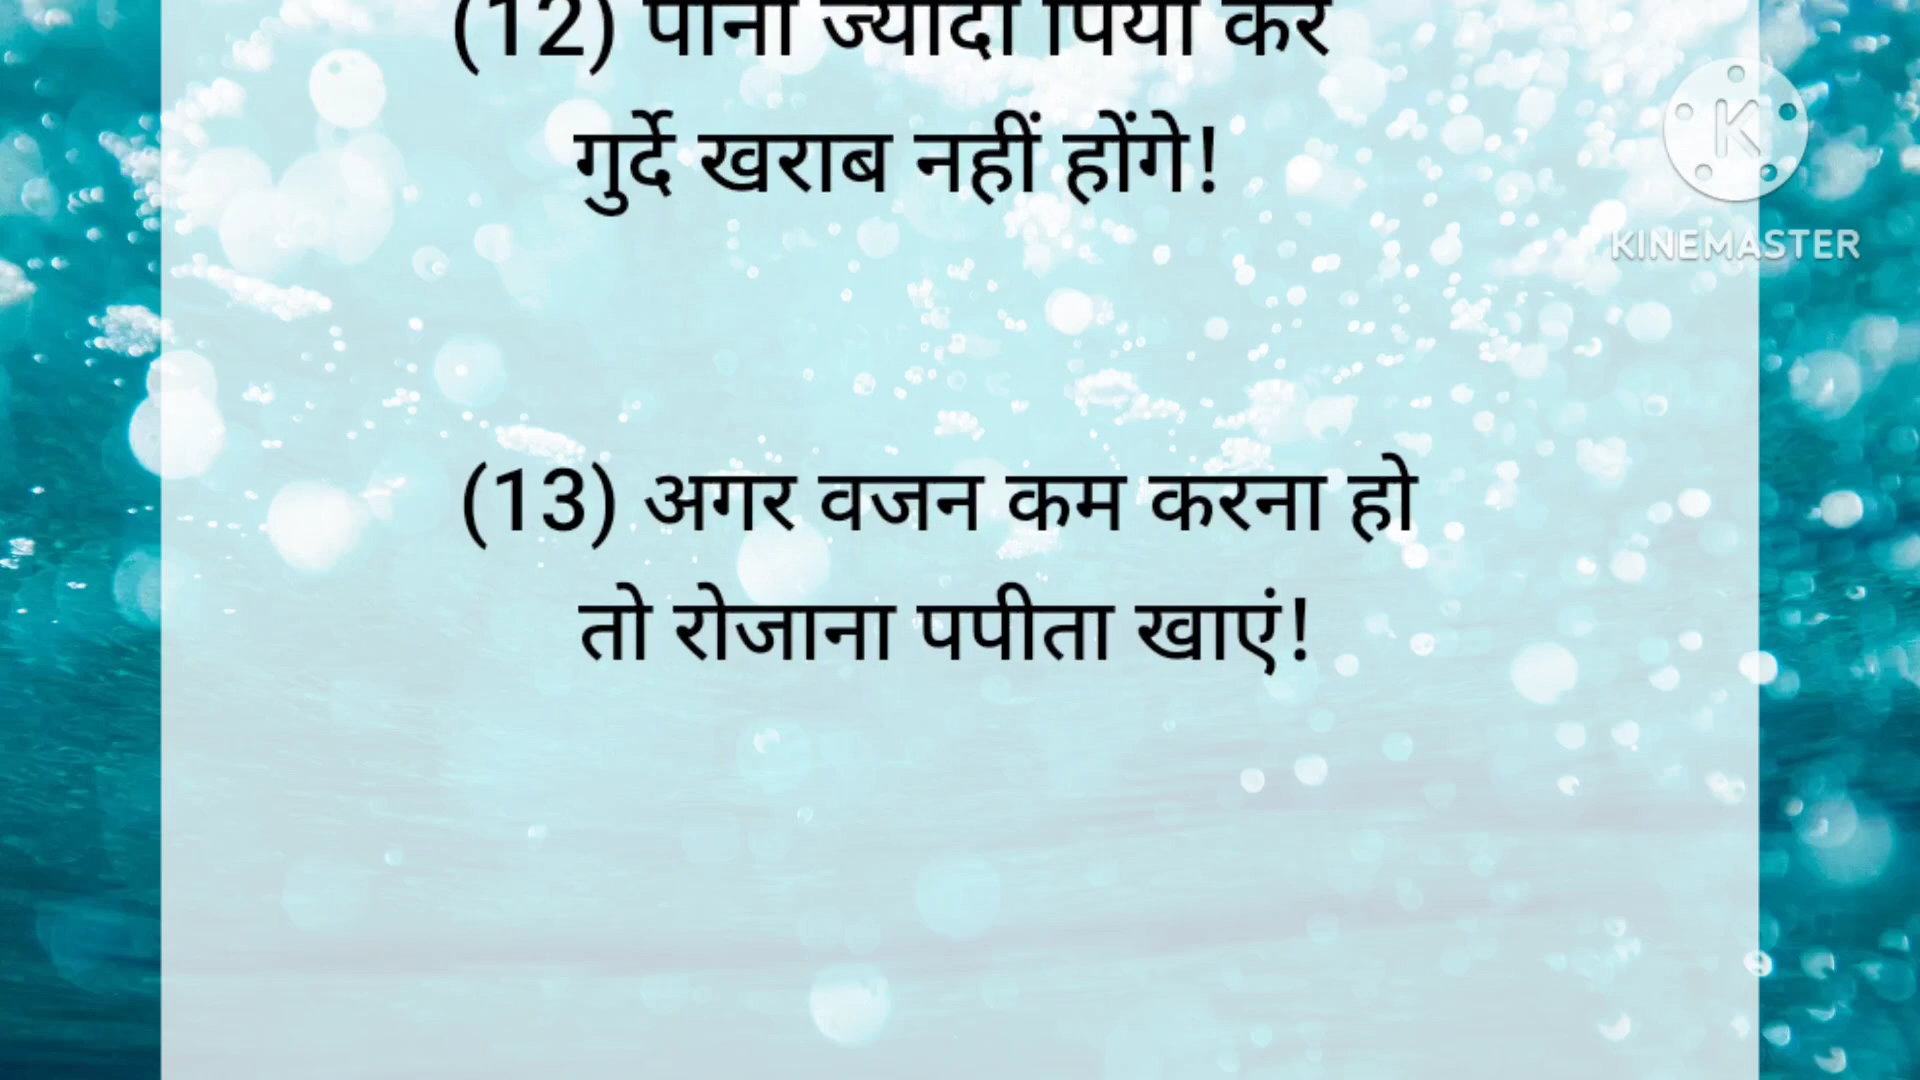 (12) पानी ज्यादा पिया करें
गुर्दे खराब नहीं होंगे!
KINEMASTER
(13) अगर वजन कम करना हो
तो रोजाना पपीता खाएं!